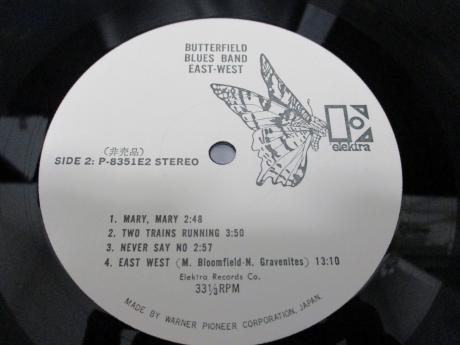 BUTTERFIELD
BLUES BAND
EAST-WEST
elektra
(非売品)
SIDE 2: P-8351E2 STEREO
1. MARY, MARY 2:48
2. TWO TRAINS RUNNING 3:50
3. NEVER SAY NO 2:57
4. EAST WEST (M. Bloomfield-N. Gravenites) 13:10
Elektra Records Co.
33⅓RPM
MADE BY WARNER PIONEER CORPORATION, JAPAN.